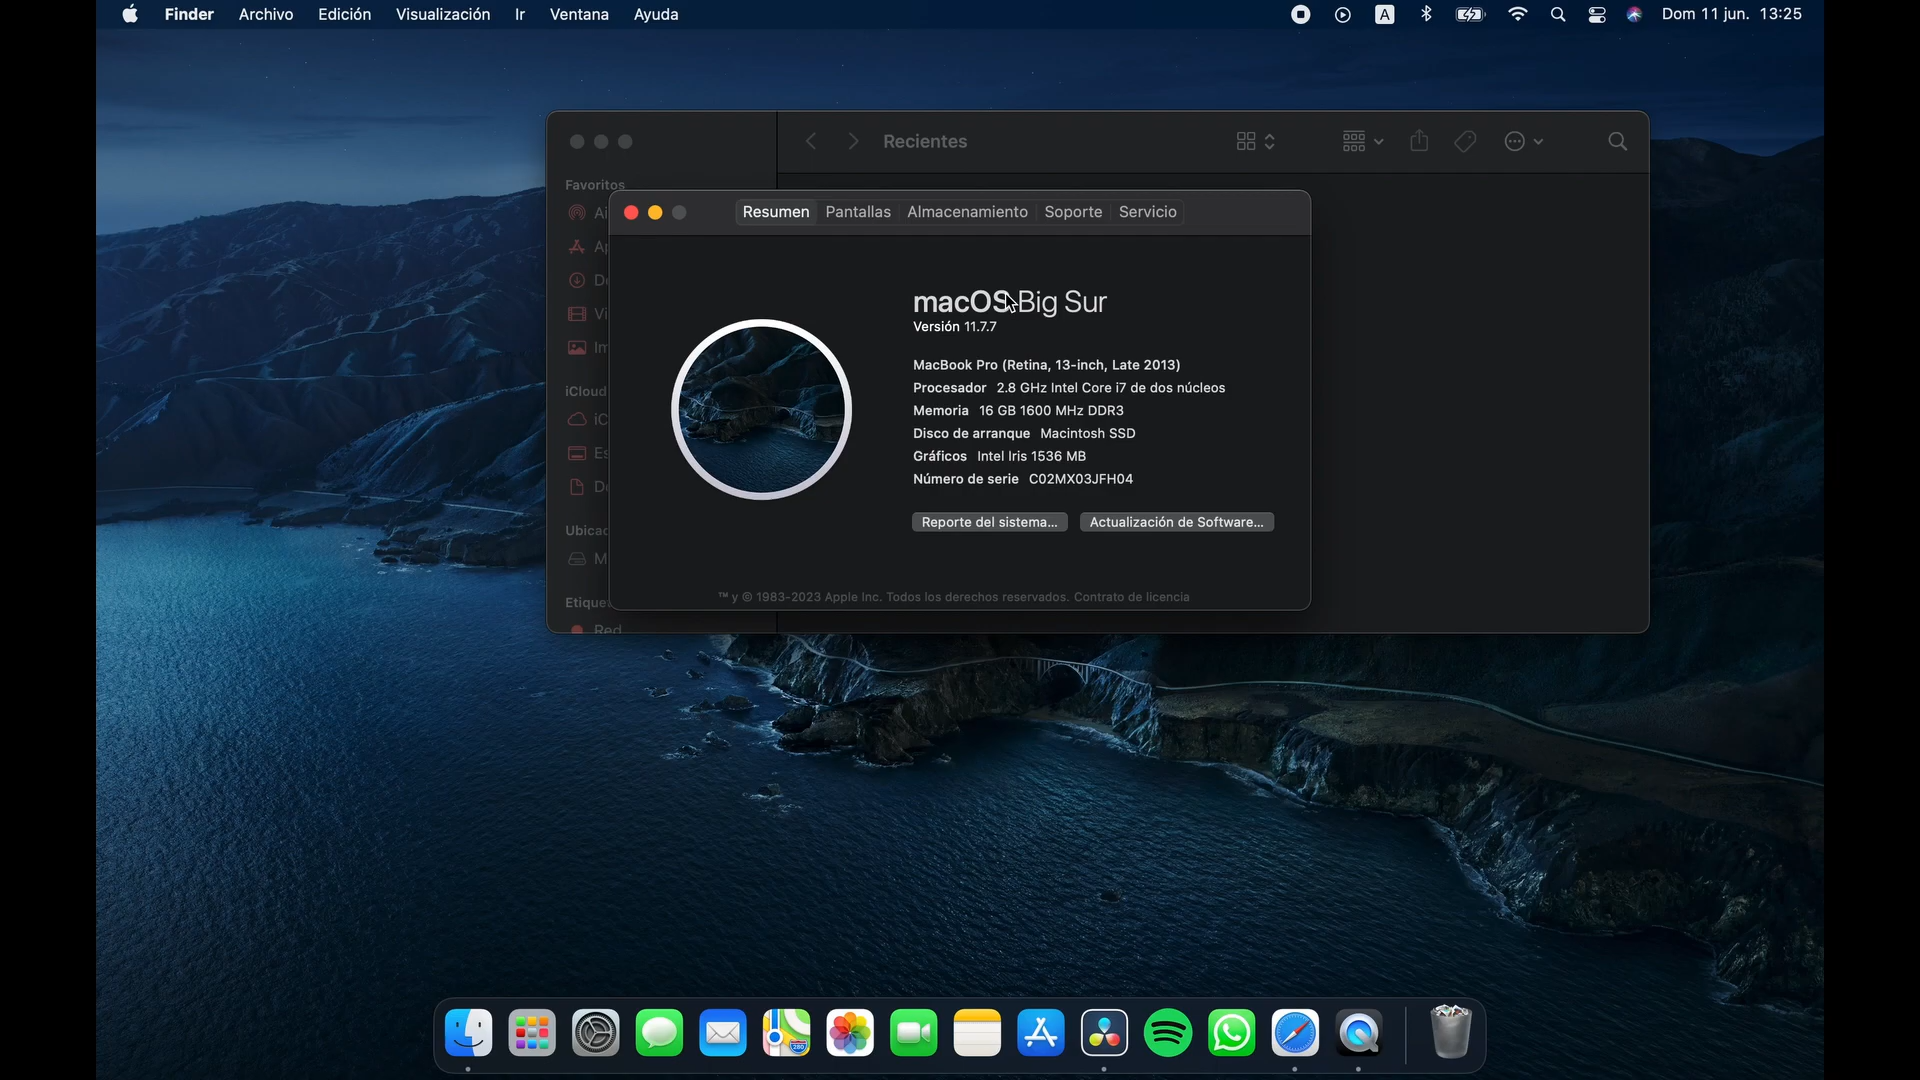 Finder Archivo Edición Visualización Ir Ventana Ayuda A Dom 11 jun. 13:25
Recientes
Favoritos
Resumen Pantallas Almacenamiento Soporte Servicio
macOS Big Sur
Versión 11.7.7
MacBook Pro (Retina, 13-inch, Late 2013)
Procesador 2.8 GHz Intel Core i7 de dos núcleos
Memoria 16 GB 1600 MHz DDR3
Disco de arranque Macintosh SSD
Gráficos Intel Iris 1536 MB
Número de serie C02MX03JFH04
Reporte del sistema... Actualización de Software...
™ y © 1983-2023 Apple Inc. Todos los derechos reservados. Contrato de licencia
iCloud
Red
280